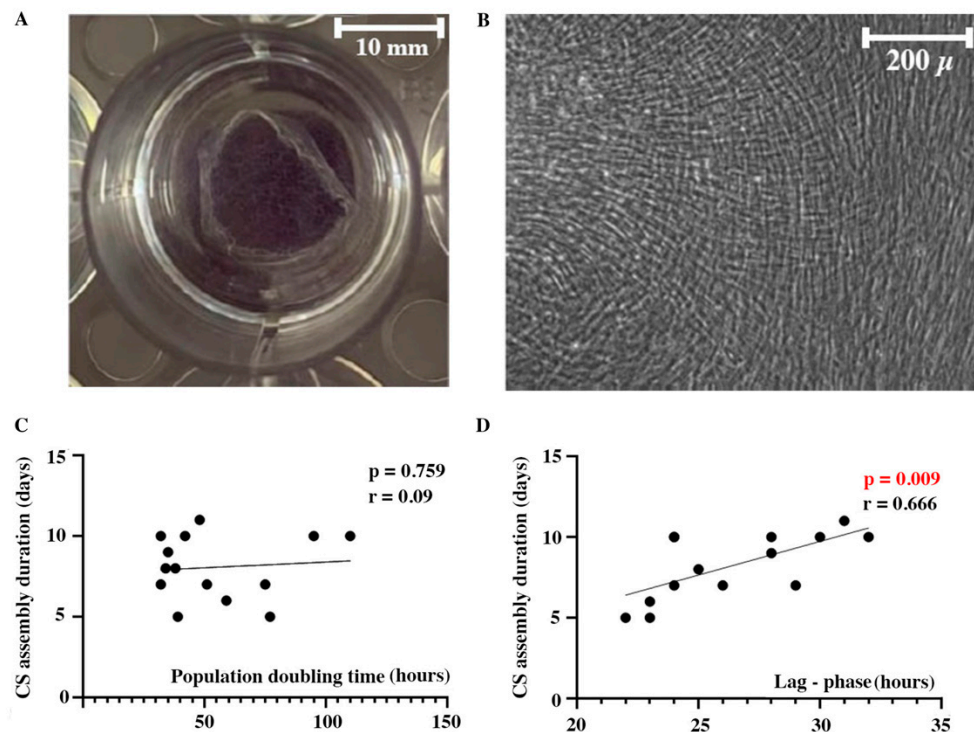 A
10 mm
B
200 µ
C
p = 0.759
r = 0.09
CS assembly duration (days)
15
10
5
0
Population doubling time (hours)
50
100
150
D
p = 0.009
r = 0.666
CS assembly duration (days)
15
10
5
0
Lag - phase (hours)
20
25
30
35